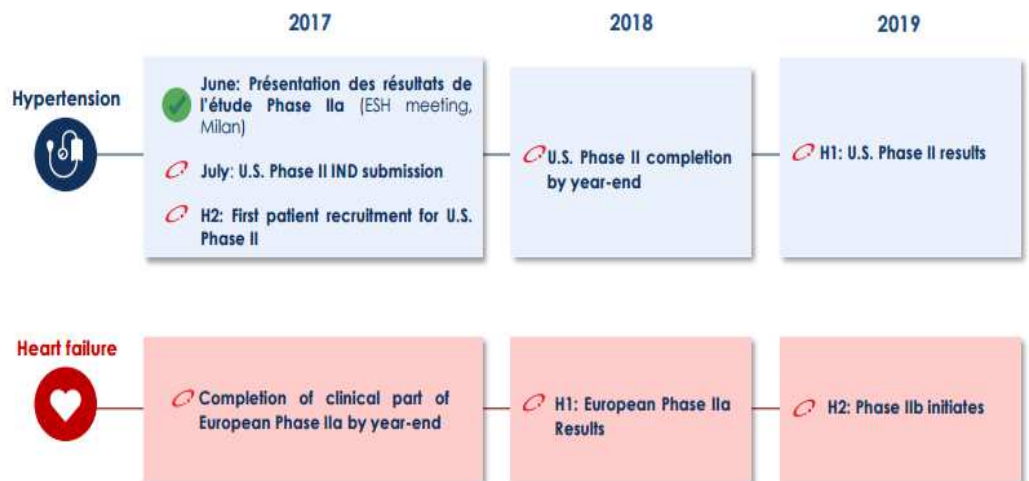 2017
2018
2019
Hypertension
June: Présentation des résultats de
l'étude Phase IIa (ESH meeting,
Milan)
July: U.S. Phase II IND submission
H2: First patient recruitment for U.S.
Phase II
U.S. Phase II completion
by year-end
H1: U.S. Phase II results
Heart failure
Completion of clinical part of
European Phase IIa by year-end
H1: European Phase IIa
Results
H2: Phase IIb initiates